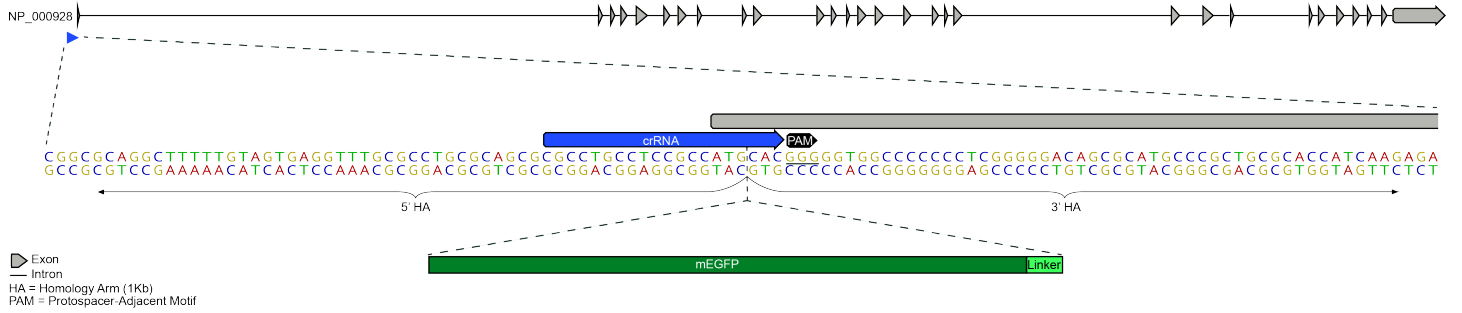 NP_000928
crRNA
PAM
CGGCGCAGGCTTTTTGTAGTGAGGTTTGCGCCTGCGCAGCGCGCCTGCCTCCGCCATGCACGGGGGTGGCCCCCCCTCGGGGGACAGCGCATGCCCGCTGCGCACCATCAAGAGA
GCCGCGTCCGAAAAACATCACTCCAAACGCGGACGCGTCGCGCGGACGGAGGCGGTACGTGCCCCCACCGGGGGGGAGCCCCCTGTCGCGTACGGGCGACGCGTGGTAGTTCTCT
5' HA
3' HA
mEGFP
Linker
Exon
Intron
HA = Homology Arm (1Kb)
PAM = Protospacer-Adjacent Motif